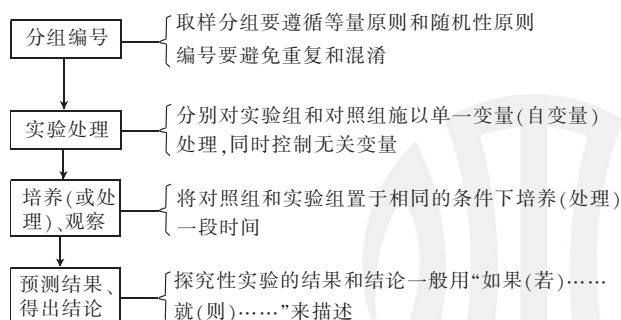 分组编号
取样分组要遵循等量原则和随机性原则
编号要避免重复和混淆
实验处理
分别对实验组和对照组施以单一变量(自变量)
处理,同时控制无关变量
培养(或处
理)、观察
将对照组和实验组置于相同的条件下培养(处理)
一段时间
预测结果、
得出结论
探究性实验的结果和结论一般用“如果(若)……
就(则)……”来描述